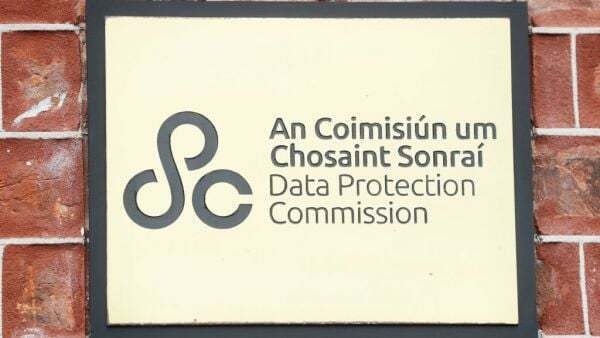 An Coimisiún um
Chosaint Sonraí
Data Protection
Commission